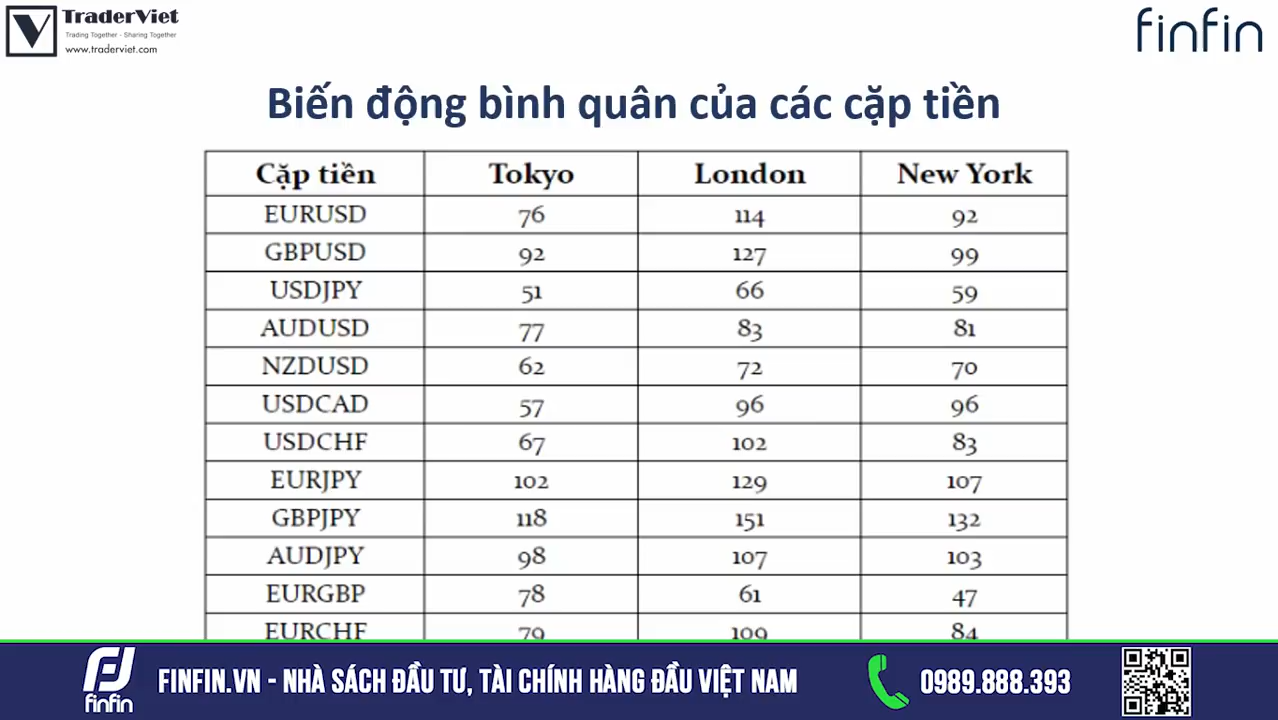 TraderViet
Trading Together - Sharing Together
www.traderviet.com
finfin
Biến động bình quân của các cặp tiền
Cặp tiền Tokyo London New York
EURUSD 76 114 92
GBPUSD 92 127 99
USDJPY 51 66 59
AUDUSD 77 83 81
NZDUSD 62 72 70
USDCAD 57 96 96
USDCHF 67 102 83
EURJPY 102 129 107
GBPJPY 118 151 132
AUDJPY 98 107 103
EURGBP 78 61 47
EURCHF 79 109 84
finfin
FINFIN.VN - NHÀ SÁCH ĐẦU TƯ, TÀI CHÍNH HÀNG ĐẦU VIỆT NAM
0989.888.393